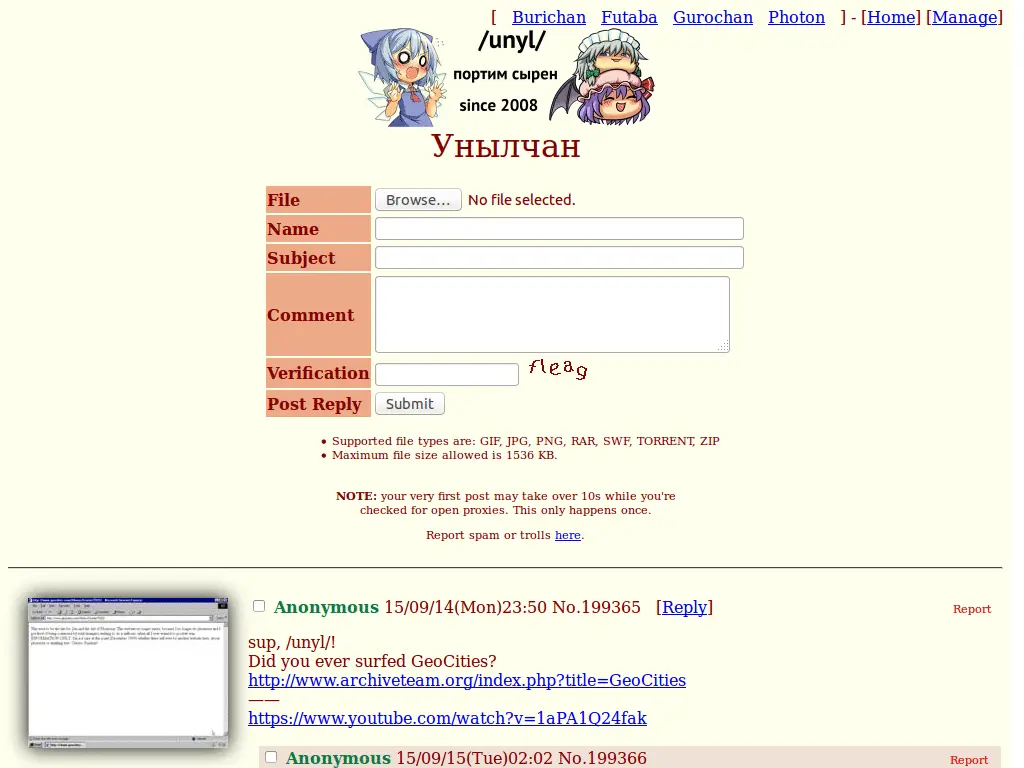 [ Burichan Futaba Gurochan Photon ] - [Home] [Manage]
/unyl/
портим сырен
since 2008
Унылчан
File Browse… No file selected.
Name
Subject
Comment
Verification fleag
Post Reply Submit
• Supported file types are: GIF, JPG, PNG, RAR, SWF, TORRENT, ZIP
• Maximum file size allowed is 1536 KB.
NOTE: your very first post may take over 10s while you're
checked for open proxies. This only happens once.
Report spam or trolls here.
Anonymous 15/09/14(Mon)23:50 No.199365 [Reply] Report
sup, /unyl/!
Did you ever surfed GeoCities?
http://www.archiveteam.org/index.php?title=GeoCities
——
https://www.youtube.com/watch?v=1aPA1Q24fak
Anonymous 15/09/15(Tue)02:02 No.199366 Report